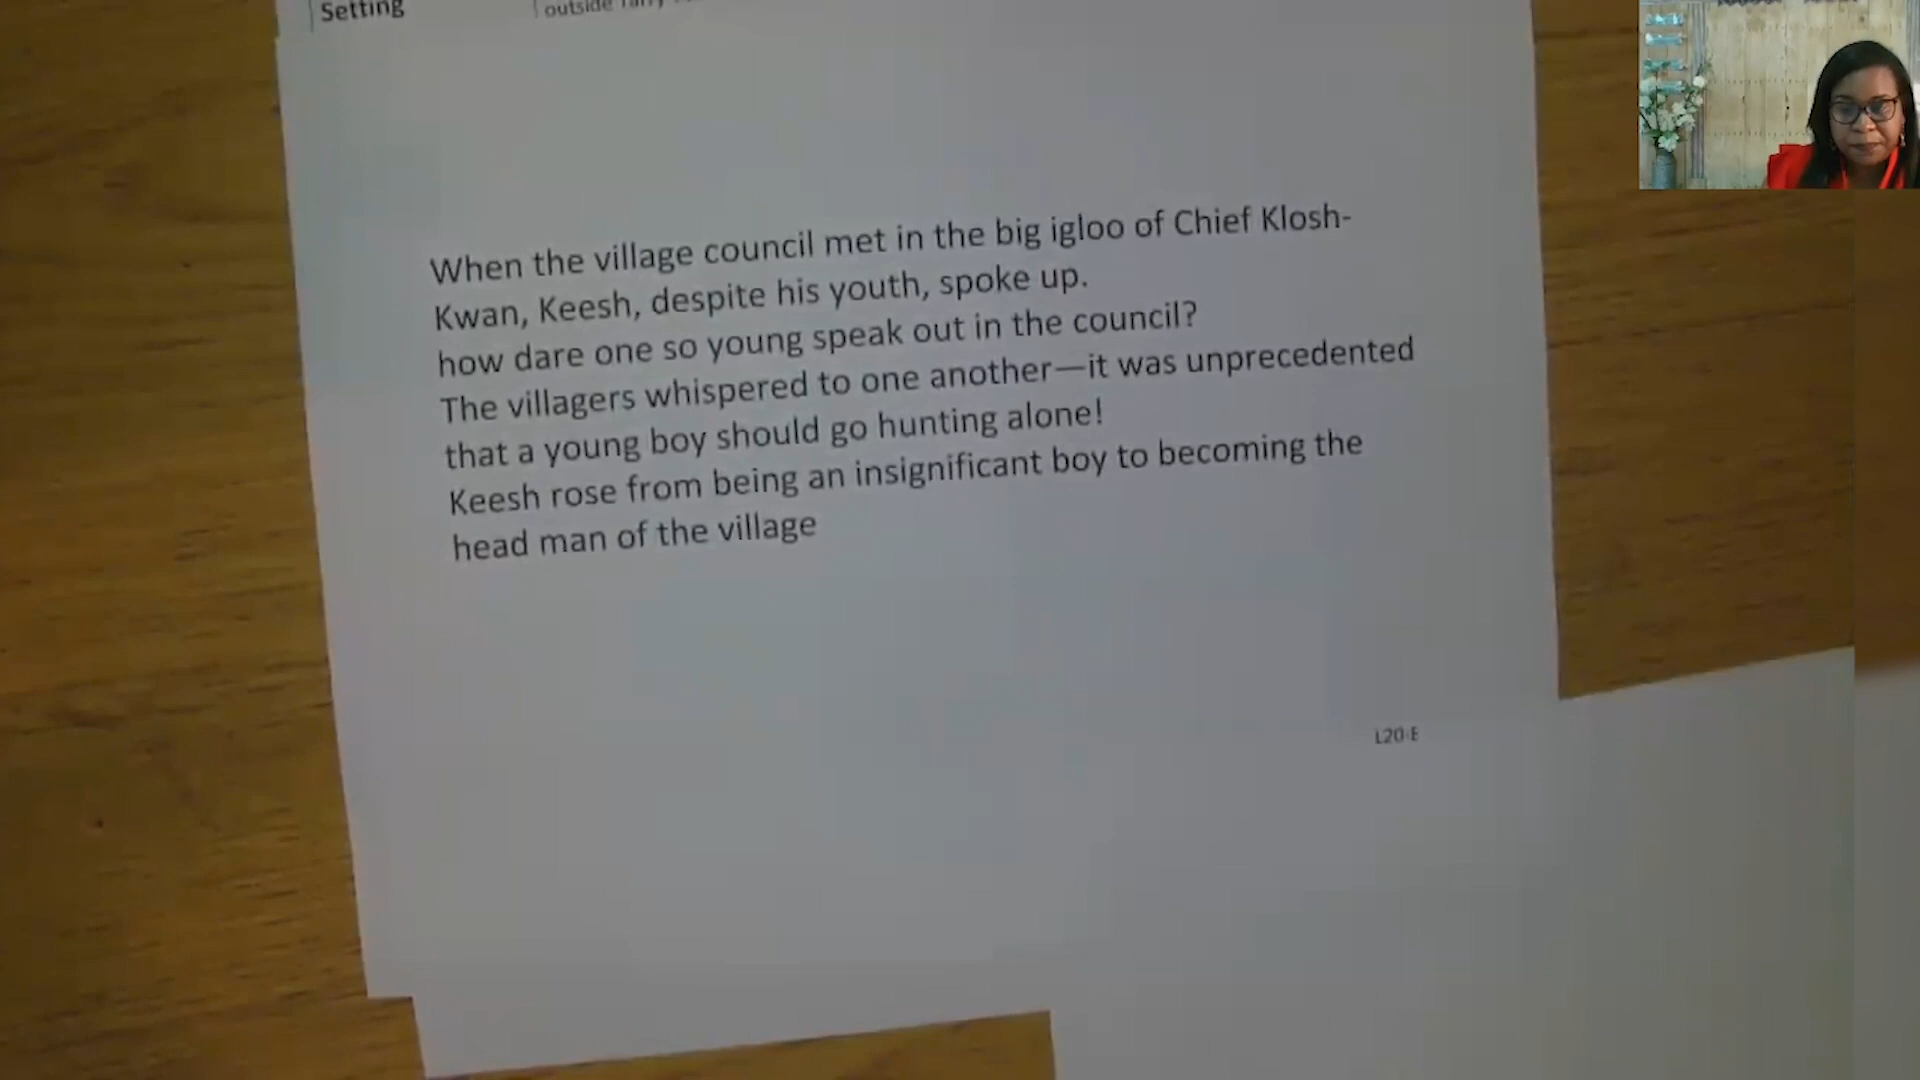 Setting
outside
When the village council met in the big igloo of Chief Klosh-
Kwan, Keesh, despite his youth, spoke up.
how dare one so young speak out in the council?
The villagers whispered to one another—it was unprecedented
that a young boy should go hunting alone!
Keesh rose from being an insignificant boy to becoming the
head man of the village
L20-E